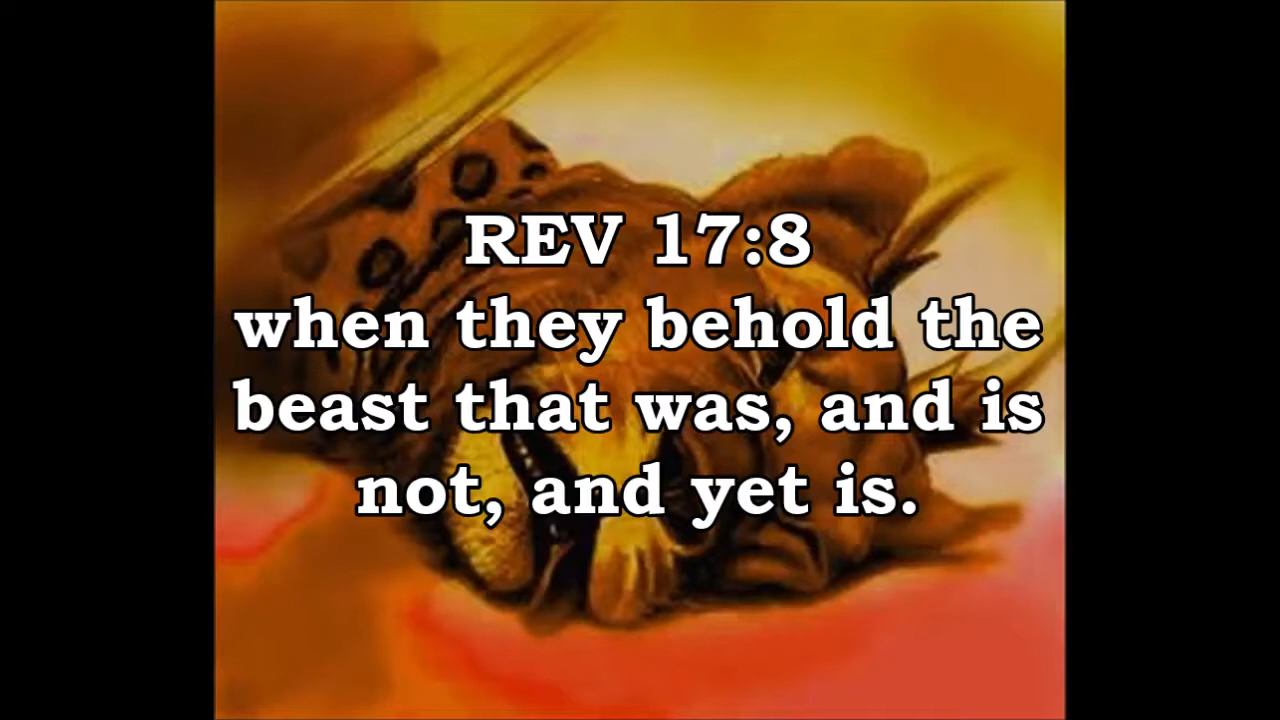 REV 17:8
when they behold the
beast that was, and is
not, and yet is.